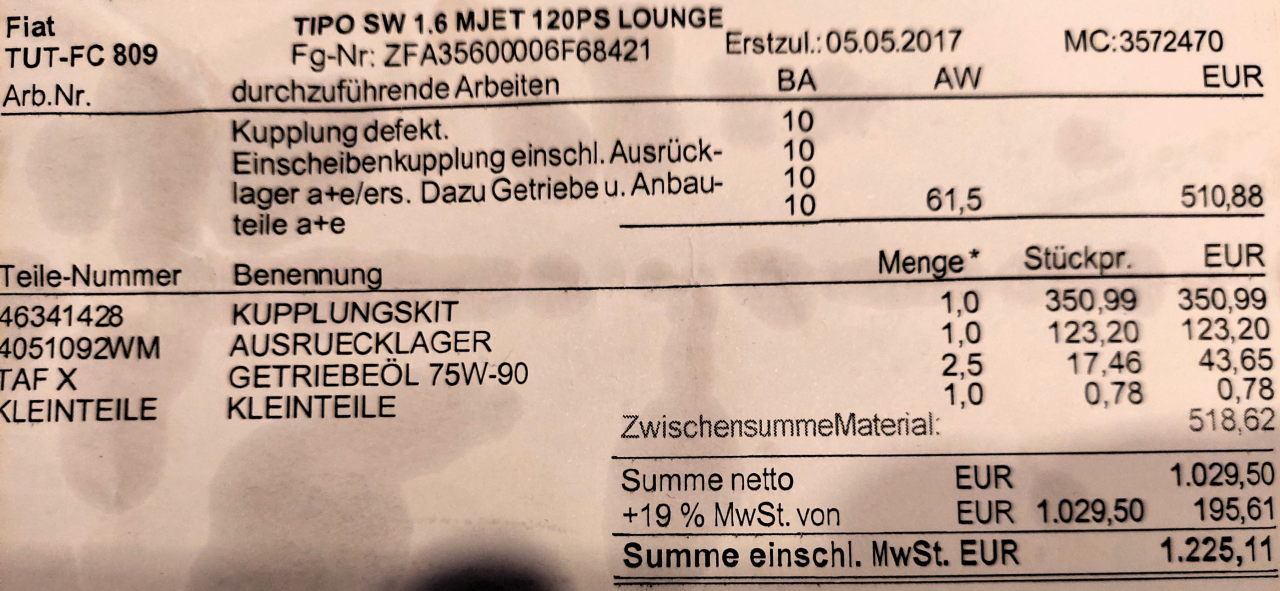 Fiat TIPO SW 1.6 MJET 120PS LOUNGE
TUT-FC 809 Fg-Nr: ZFA35600006F68421 Erstzul.: 05.05.2017 MC:3572470
Arb.Nr. durchzuführende Arbeiten BA AW EUR
Kupplung defekt. 10
Einscheibenkupplung einschl. Ausrück- 10
lager a+e/ers. Dazu Getriebe u. Anbau- 10
teile a+e 10 61,5 510,88
Teile-Nummer Benennung Menge* Stückpr. EUR
46341428 KUPPLUNGSKIT 1,0 350,99 350,99
4051092WM AUSRUECKLAGER 1,0 123,20 123,20
TAF X GETRIEBEÖL 75W-90 2,5 17,46 43,65
KLEINTEILE KLEINTEILE 1,0 0,78 0,78
ZwischensummeMaterial: 518,62
Summe netto EUR 1.029,50
+19 % MwSt. von EUR 1.029,50 195,61
Summe einschl. MwSt. EUR 1.225,11